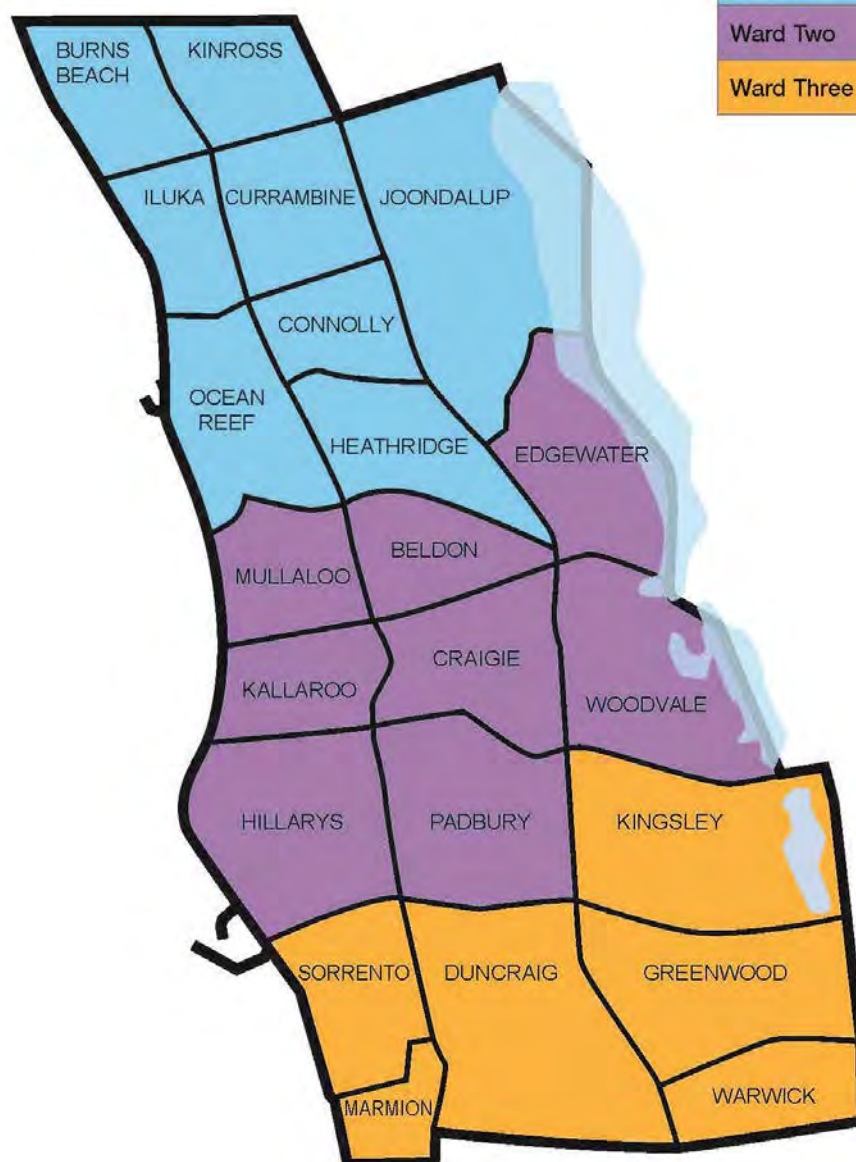 Ward Two
Ward Three
BURNS
BEACH
KINROSS
ILUKA
CURRAMBINE
JOONDALUP
CONNOLLY
OCEAN
REEF
HEATHRIDGE
EDGEWATER
MULLALOO
BELDON
KALLAROO
CRAIGIE
WOODVALE
HILLARYS
PADBURY
KINGSLEY
SORRENTO
DUNCRAIG
GREENWOOD
MARMION
WARWICK